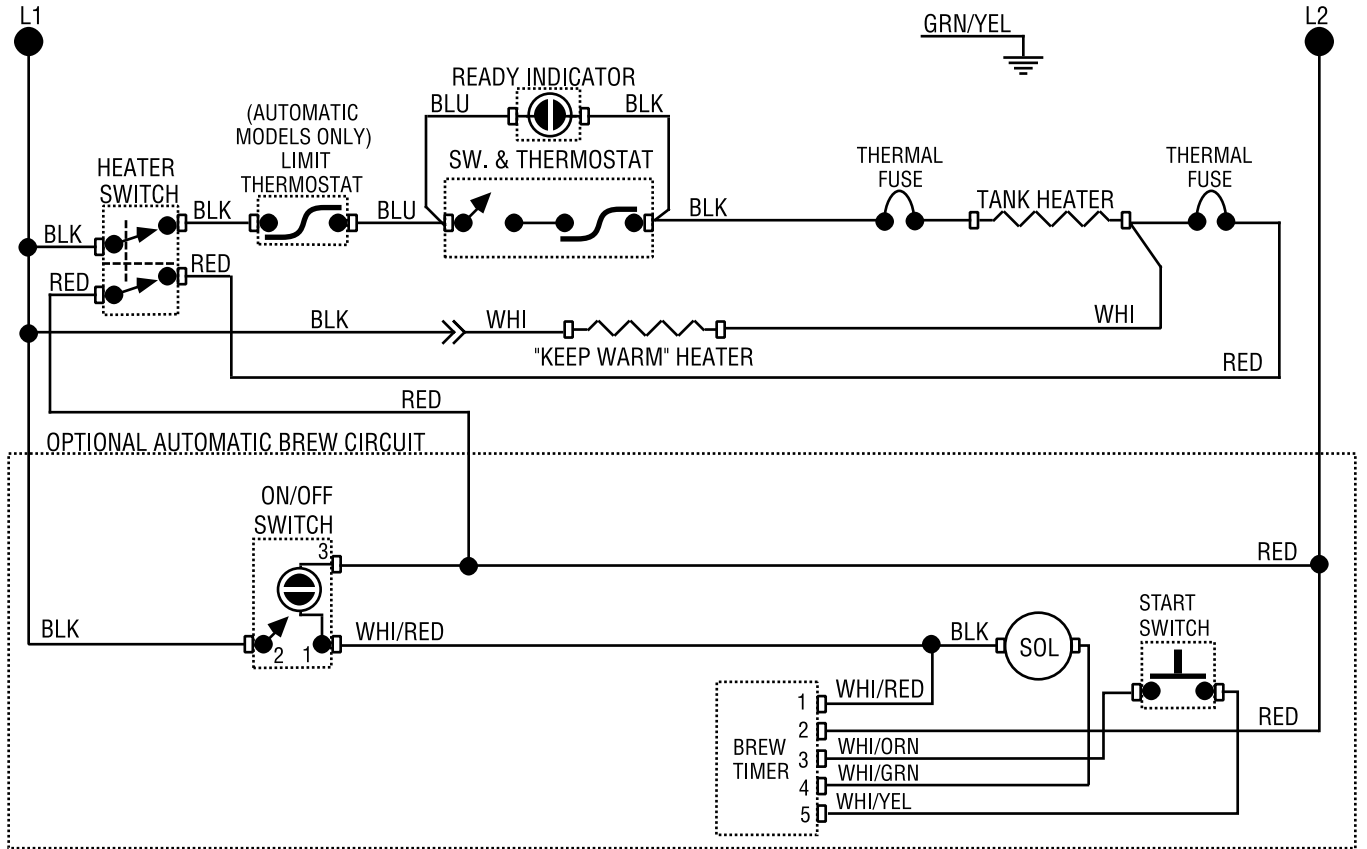 L1
GRN/YEL
L2
READY INDICATOR
BLU
BLK
(AUTOMATIC
MODELS ONLY)
LIMIT
THERMOSTAT
SW. & THERMOSTAT
THERMAL
FUSE
THERMAL
FUSE
HEATER
SWITCH
TANK HEATER
BLK
BLU
BLK
BLK
RED
RED
BLK
WHI
WHI
"KEEP WARM" HEATER
RED
RED
OPTIONAL AUTOMATIC BREW CIRCUIT
ON/OFF
SWITCH
3
RED
START
SWITCH
BLK
2
1
WHI/RED
BLK
SOL
1
WHI/RED
2
RED
BREW
TIMER
3
WHI/ORN
4
WHI/GRN
5
WHI/YEL